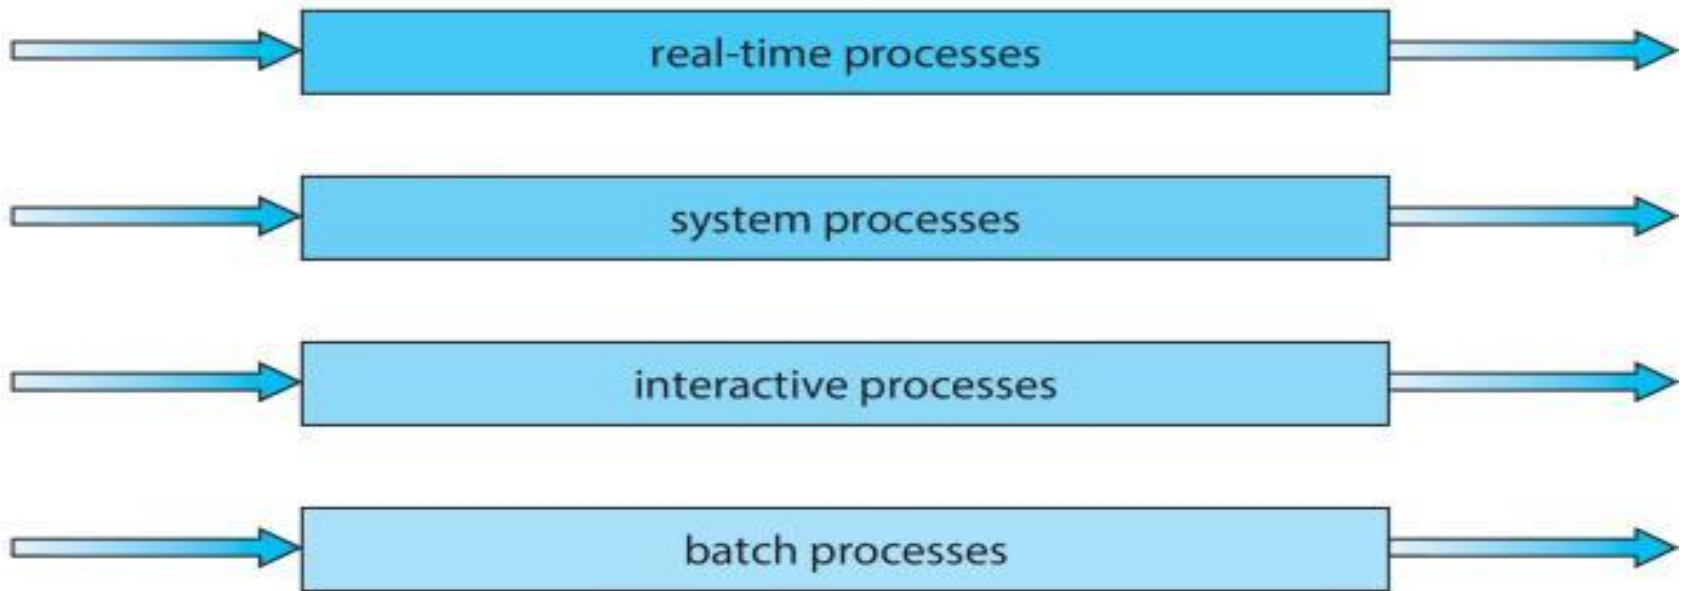 real-time processes
system processes
interactive processes
batch processes